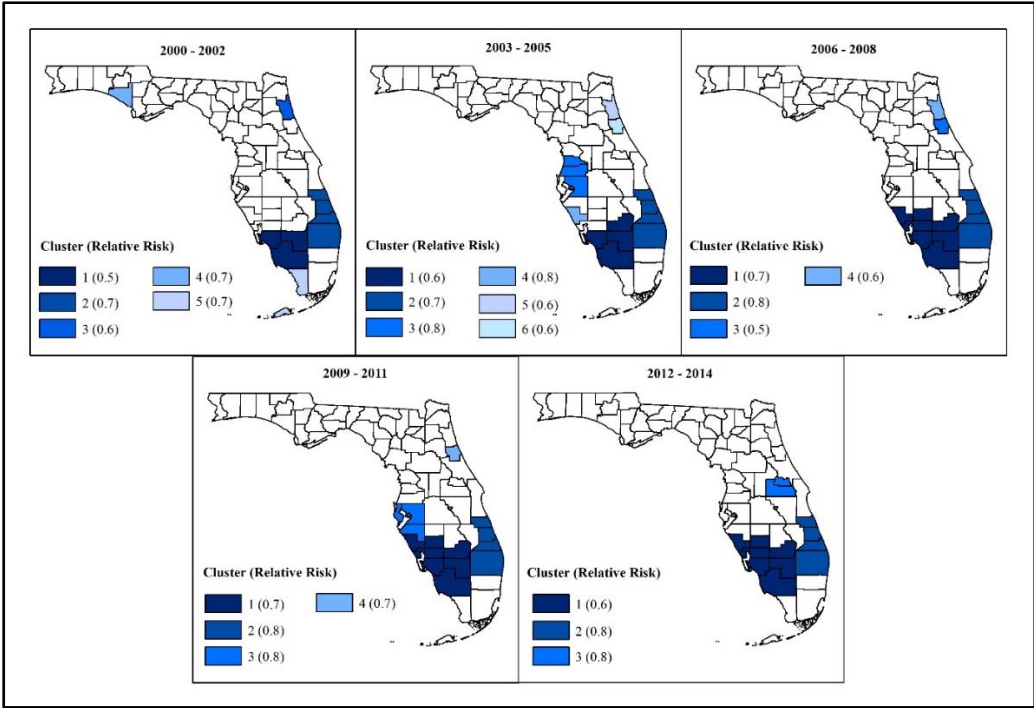 2000 - 2002
Cluster (Relative Risk)
1 (0.5)
2 (0.7)
3 (0.6)
4 (0.7)
5 (0.7)
2003 - 2005
Cluster (Relative Risk)
1 (0.6)
2 (0.7)
3 (0.8)
4 (0.8)
5 (0.6)
6 (0.6)
2006 - 2008
Cluster (Relative Risk)
1 (0.7)
2 (0.8)
3 (0.5)
4 (0.6)
2009 - 2011
Cluster (Relative Risk)
1 (0.7)
2 (0.8)
3 (0.8)
4 (0.7)
2012 - 2014
Cluster (Relative Risk)
1 (0.6)
2 (0.8)
3 (0.8)